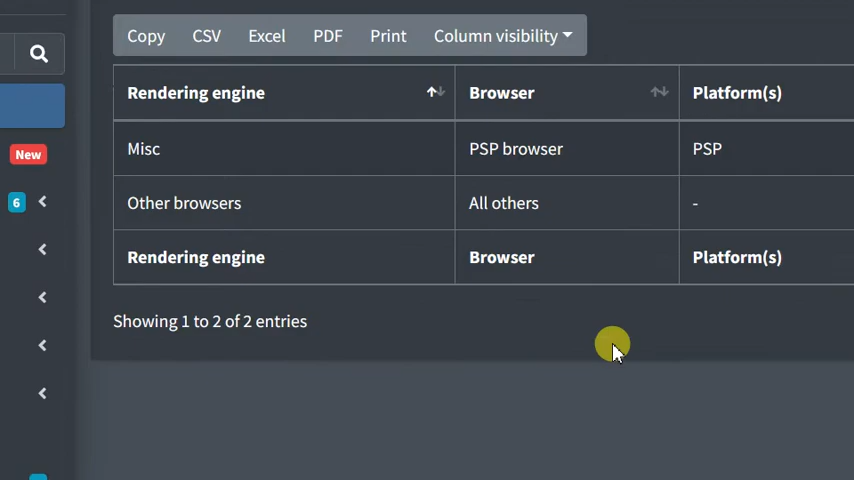 Copy CSV Excel PDF Print Column visibility
Rendering engine Browser Platform(s)
New
Misc PSP browser PSP
6
Other browsers All others -
Rendering engine Browser Platform(s)
Showing 1 to 2 of 2 entries